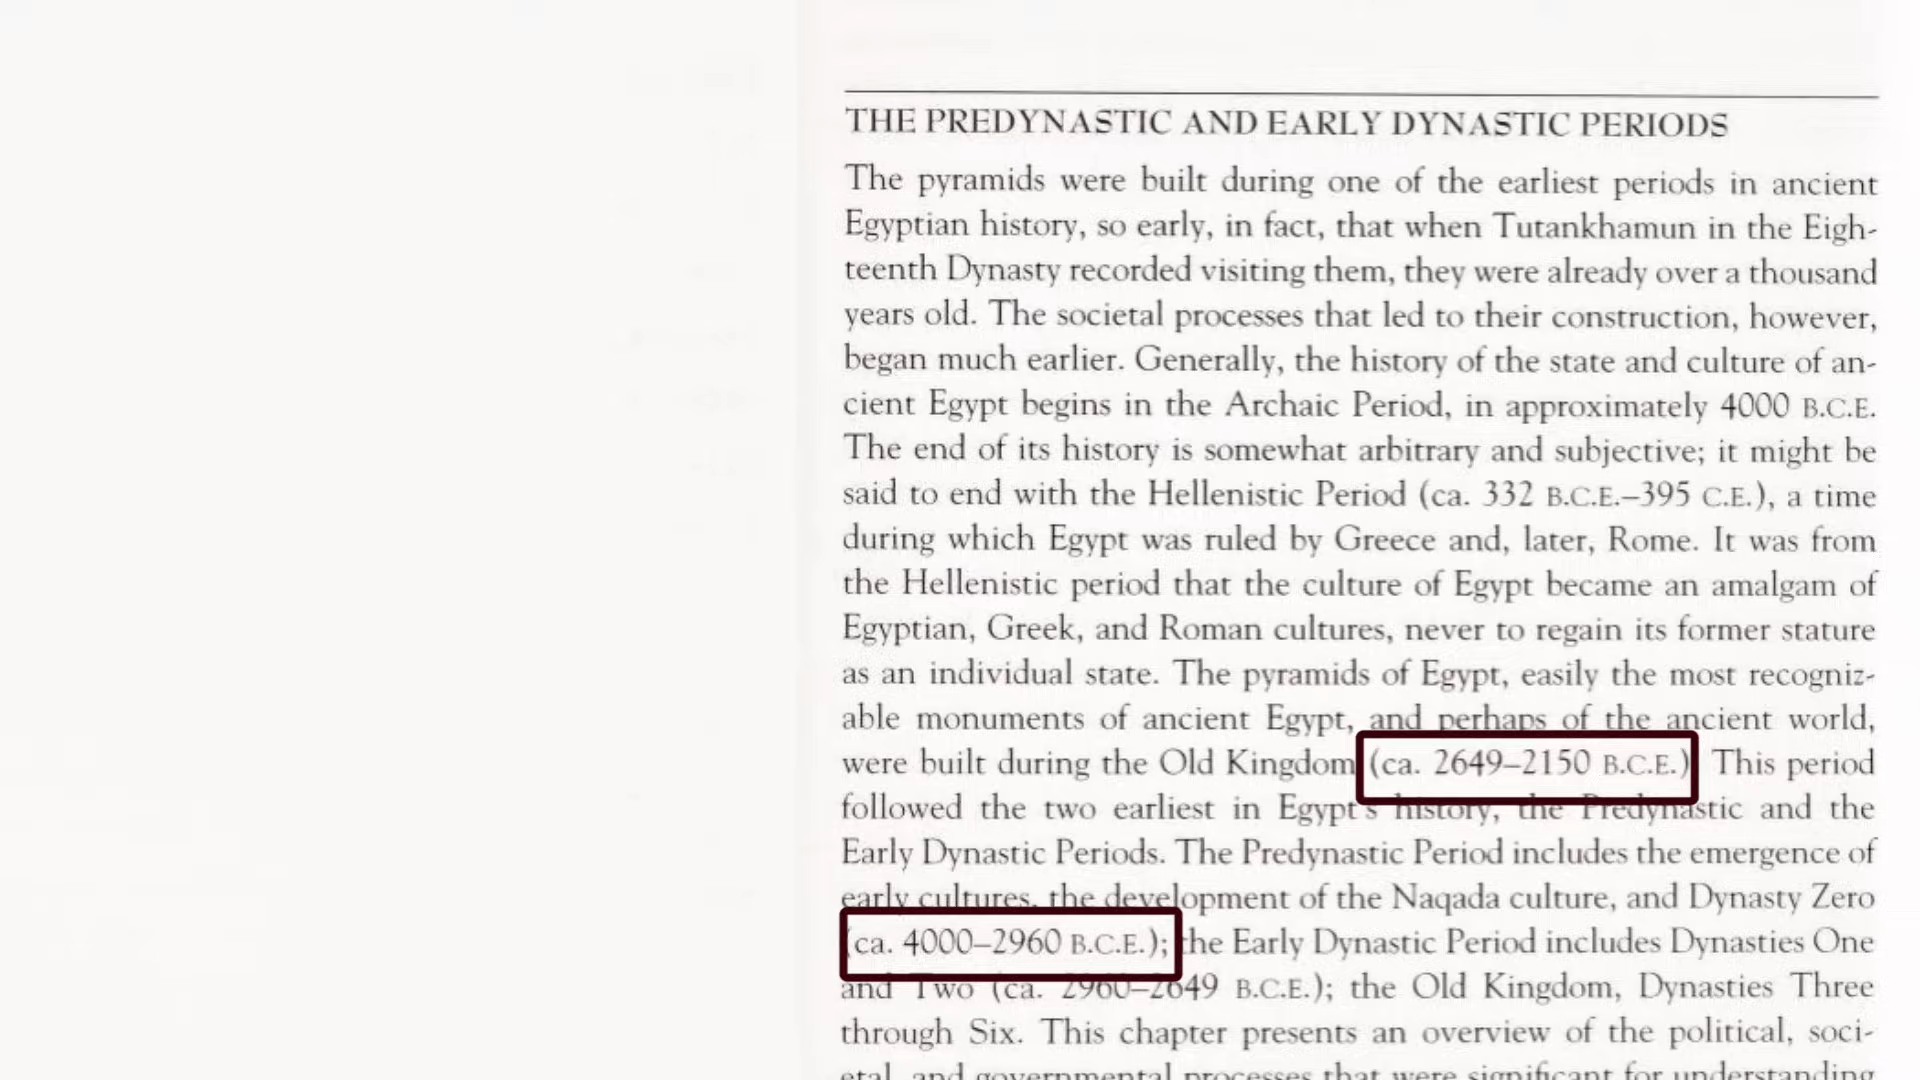 THE PREDYNASTIC AND EARLY DYNASTIC PERIODS
The pyramids were built during one of the earliest periods in ancient
Egyptian history, so early, in fact, that when Tutankhamun in the Eigh-
teenth Dynasty recorded visiting them, they were already over a thousand
years old. The societal processes that led to their construction, however,
began much earlier. Generally, the history of the state and culture of an-
cient Egypt begins in the Archaic Period, in approximately 4000 B.C.E.
The end of its history is somewhat arbitrary and subjective; it might be
said to end with the Hellenistic Period (ca. 332 B.C.E.–395 C.E.), a time
during which Egypt was ruled by Greece and, later, Rome. It was from
the Hellenistic period that the culture of Egypt became an amalgam of
Egyptian, Greek, and Roman cultures, never to regain its former stature
as an individual state. The pyramids of Egypt, easily the most recogniz-
able monuments of ancient Egypt, and perhaps of the ancient world,
were built during the Old Kingdom (ca. 2649–2150 B.C.E.) This period
followed the two earliest in Egypt's history, the Predynastic and the
Early Dynastic Periods. The Predynastic Period includes the emergence of
early cultures, the development of the Naqada culture, and Dynasty Zero
(ca. 4000–2960 B.C.E.); the Early Dynastic Period includes Dynasties One
and Two (ca. 2960–2649 B.C.E.); the Old Kingdom, Dynasties Three
through Six. This chapter presents an overview of the political, soci-
etal, and governmental processes that were significant for understanding